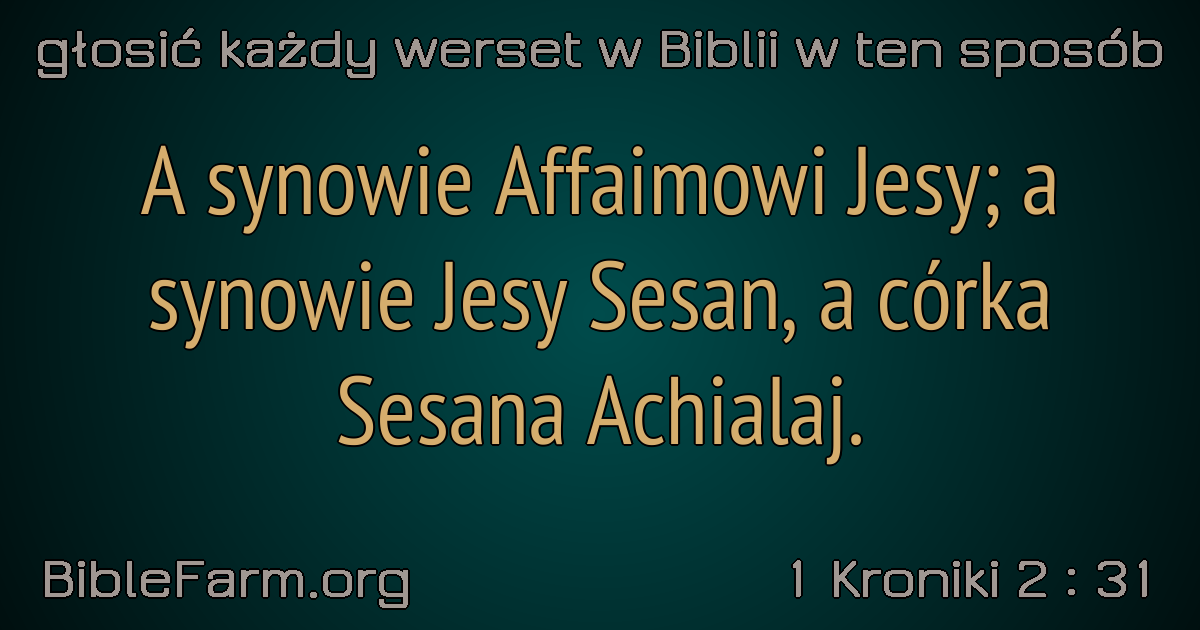 głosić każdy werset w Biblii w ten sposób
A synowie Affaimowi Jesy; a
synowie Jesy Sesan, a córka
Sesana Achialaj.
BibleFarm.org
1 Kroniki 2 : 31